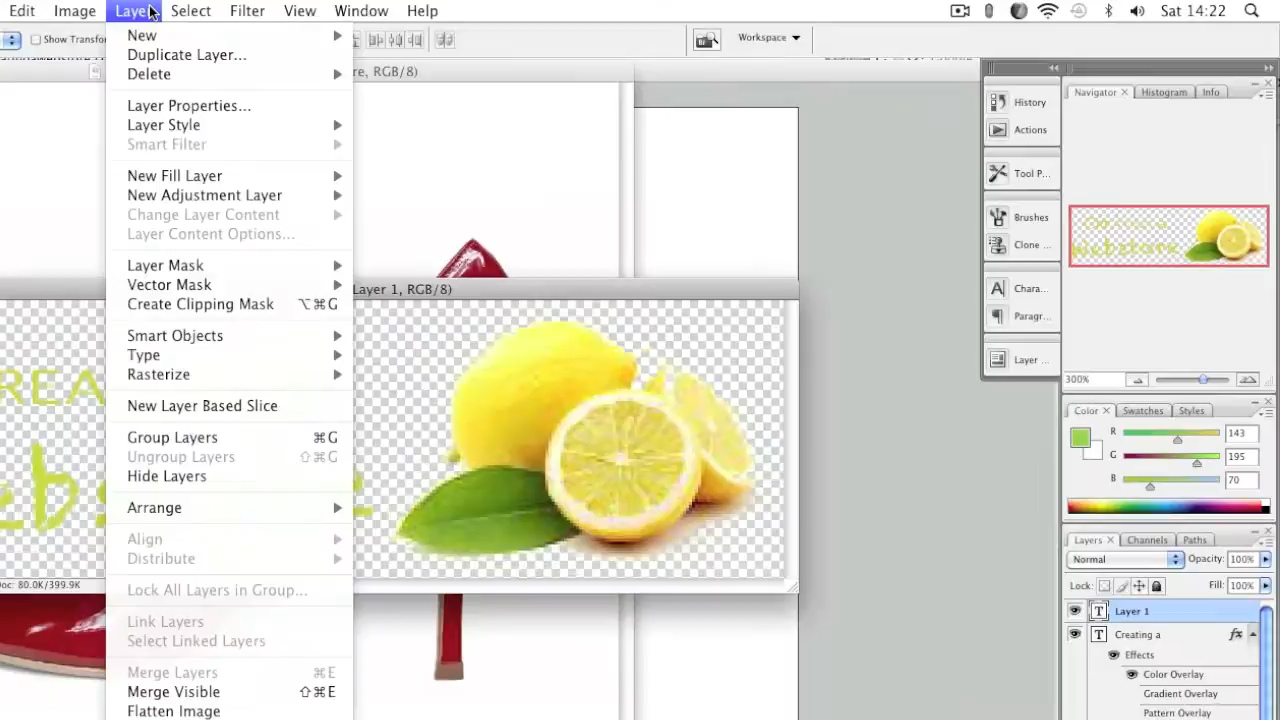 Edit Image Layer Select Filter View Window Help Sat 14:22
Show Transfor
Workspace
re, RGB/8)
New
Duplicate Layer...
Delete
Layer Properties...
Layer Style
Smart Filter
New Fill Layer
New Adjustment Layer
Change Layer Content
Layer Content Options...
Layer Mask
Vector Mask
Create Clipping Mask ⌥⌘G
Smart Objects
Type
Rasterize
New Layer Based Slice
Group Layers ⌘G
Ungroup Layers ⇧⌘G
Hide Layers
Arrange
Align
Distribute
Lock All Layers in Group...
Link Layers
Select Linked Layers
Merge Layers ⌘E
Merge Visible ⇧⌘E
Flatten Image
Layer 1, RGB/8)
REA
ebs
Doc: 80.0K/399.9K
History
Actions
Tool P...
Brushes
Clone ...
Chara...
Paragr...
Layer ...
Navigator Histogram Info
webstore
300%
Color Swatches Styles
R 143
G 195
B 70
Layers Channels Paths
Normal Opacity: 100%
Lock: Fill: 100%
T Layer 1
T Creating a fx
Effects
Color Overlay
Gradient Overlay
Pattern Overlay